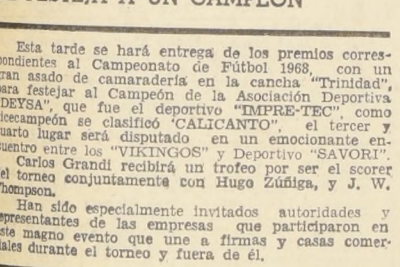 A UN CAMPEON
Esta tarde se hará entrega de los premios corres-
pondientes al Campeonato de Fútbol 1968, con un
gran asado de camaradería en la cancha "Trinidad",
para festejar al Campeón de la Asociación Deportiva
DEYSA", que fue el deportivo "IMPRE-TEC", como
vicecampeón se clasificó 'CALICANTO", el tercer y
cuarto lugar será disputado en un emocionante en-
cuentro entre los "VIKINGOS" y Deportivo "SAVORI".
Carlos Grandi recibirá un trofeo por ser el scorer
del torneo conjuntamente con Hugo Zúñiga, y J. W.
Thompson.
Han sido especialmente invitados autoridades y
representantes de las empresas que participaron en
este magno evento que une a firmas y casas comer-
ciales durante el torneo y fuera de él.